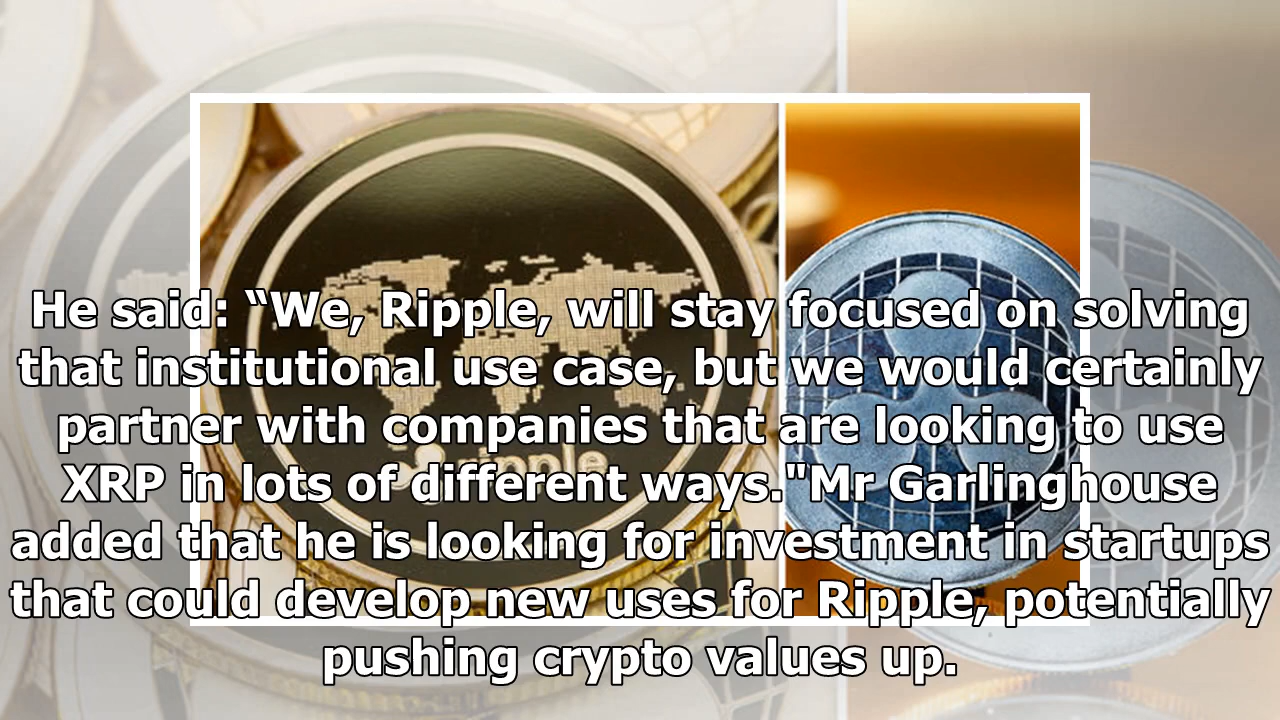 He said: “We, Ripple, will stay focused on solving
that institutional use case, but we would certainly
partner with companies that are looking to use
XRP in lots of different ways."Mr Garlinghouse
added that he is looking for investment in startups
that could develop new uses for Ripple, potentially
pushing crypto values up.
ripple